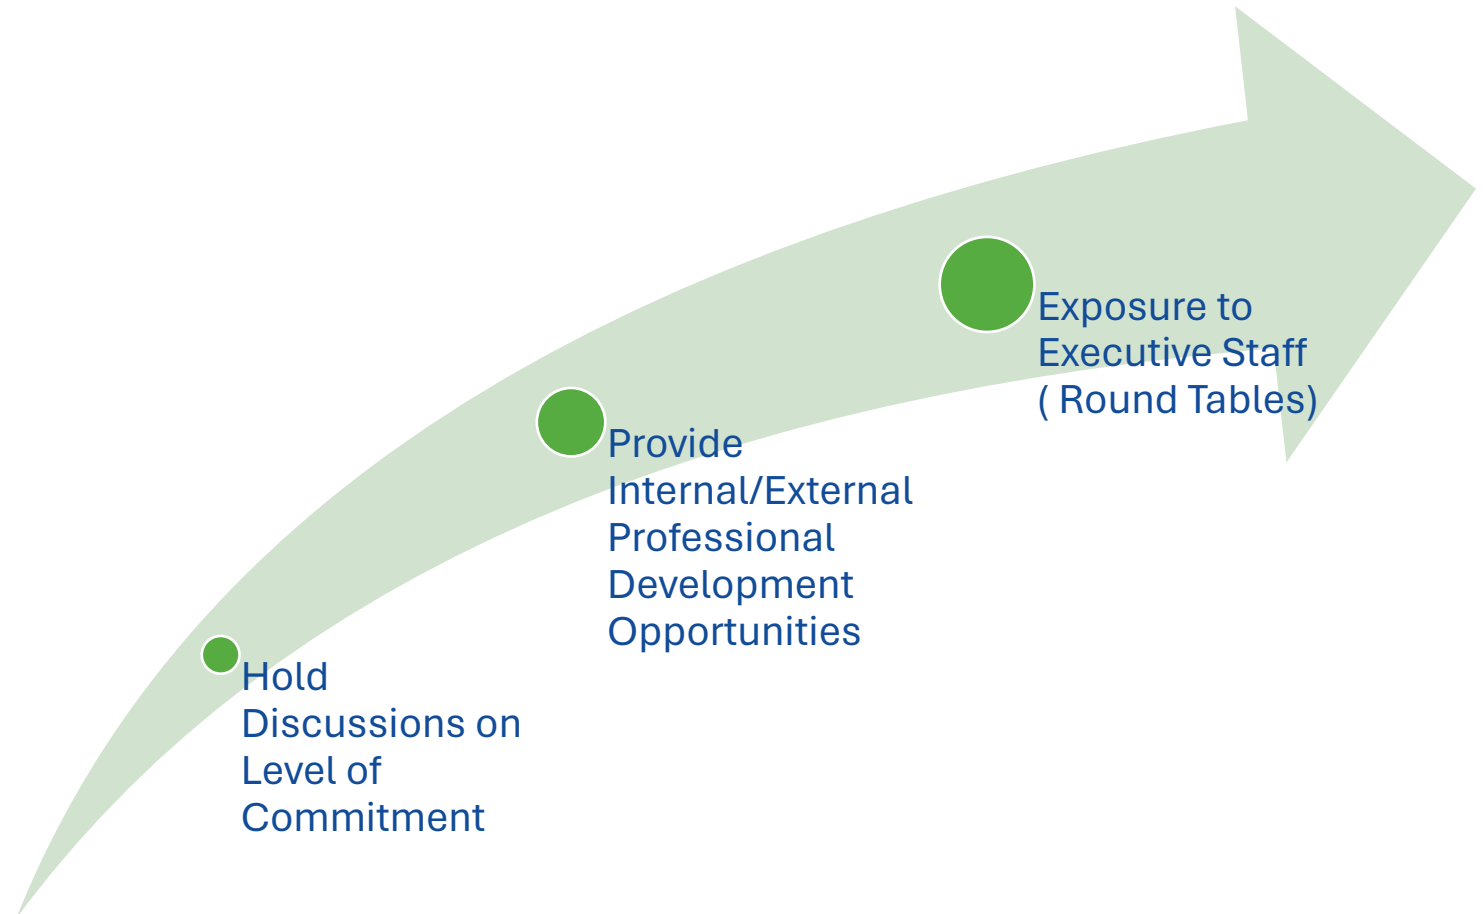 Hold
Discussions on
Level of
Commitment
Provide
Internal/External
Professional
Development
Opportunities
Exposure to
Executive Staff
( Round Tables)